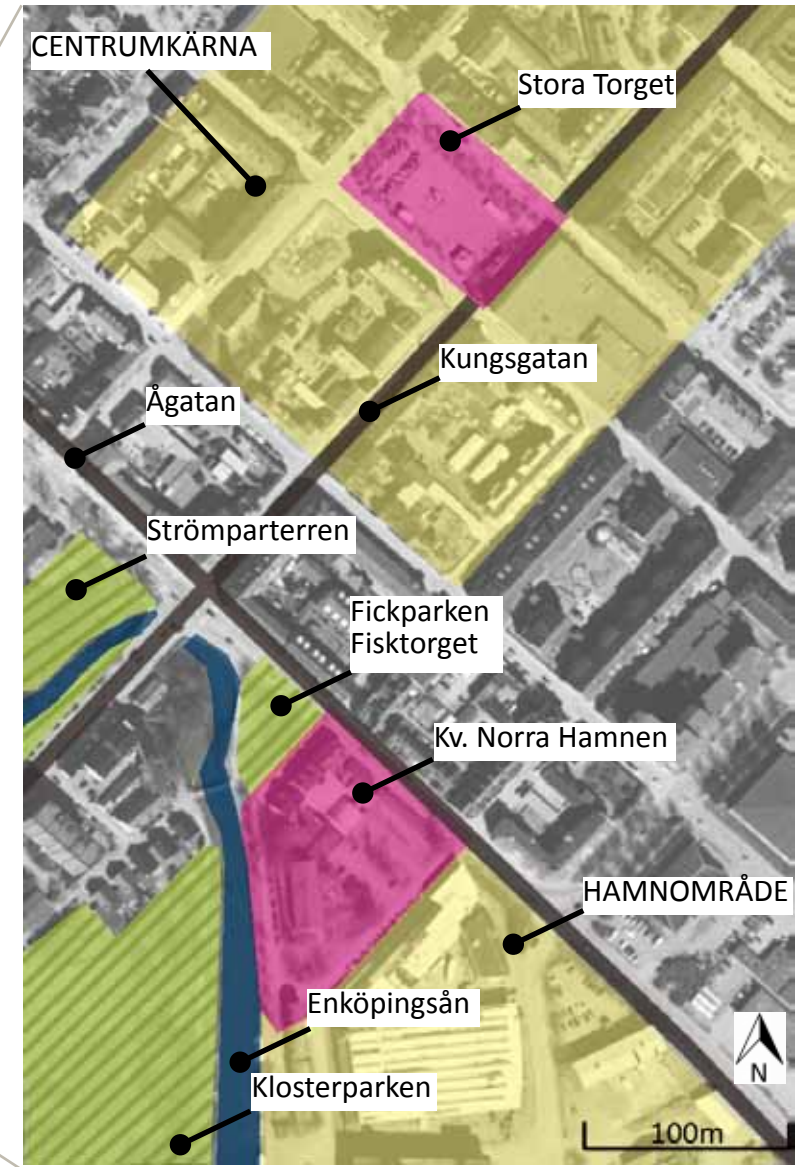 CENTRUMKÄRNA
Stora Torget
Kungsgatan
Ågatan
Strömparterren
Fickparken
Fisktorget
Kv. Norra Hamnen
HAMNOMRÅDE
Enköpingsån
Klosterparken
N
100m